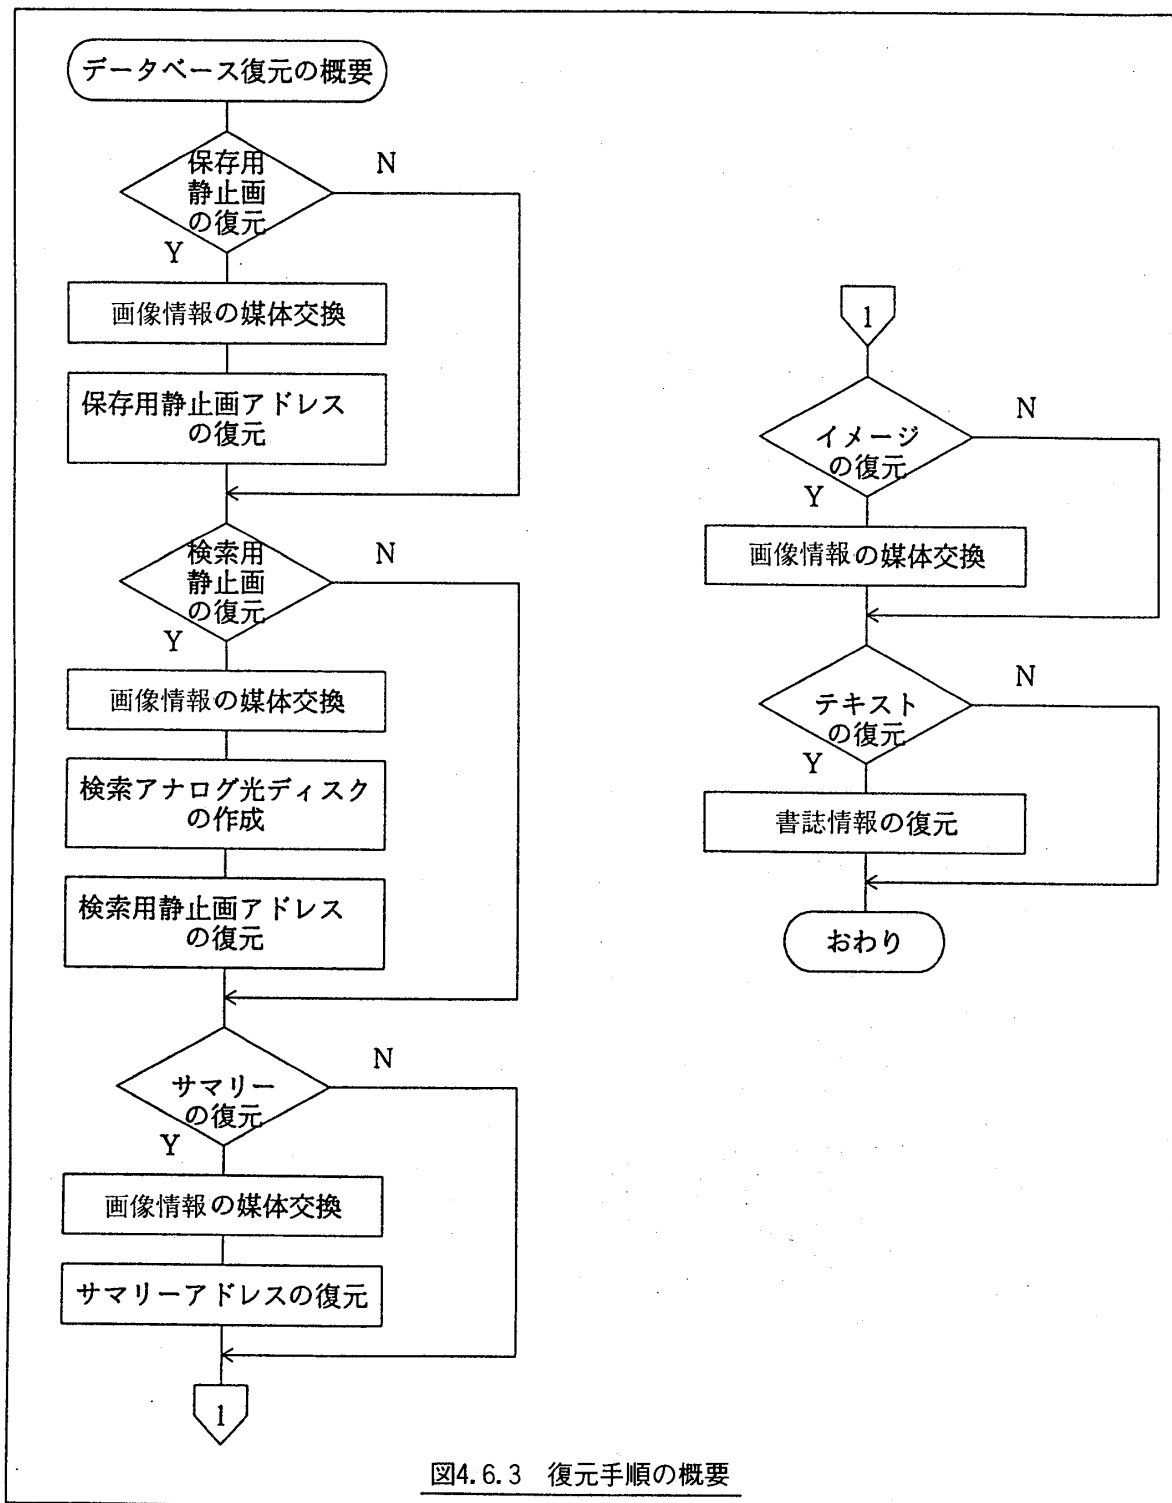 データベース復元の概要
保存用
静止画
の復元
N
Y
画像情報の媒体交換
保存用静止画アドレス
の復元
検索用
静止画
の復元
N
Y
画像情報の媒体交換
検索アナログ光ディスク
の作成
検索用静止画アドレス
の復元
サマリー
の復元
N
Y
画像情報の媒体交換
サマリーアドレスの復元
1
1
イメージ
の復元
N
Y
画像情報の媒体交換
テキスト
の復元
N
Y
書誌情報の復元
おわり
図4.6.3 復元手順の概要